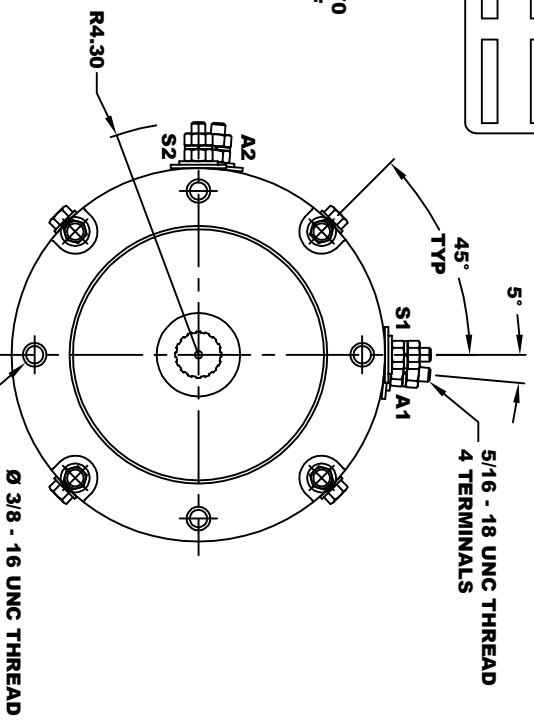 R4.30
S2
A2
45°
TYP
5°
S1
A1
5/16 - 18 UNC THREAD
4 TERMINALS
Ø 3/8 - 16 UNC THREAD